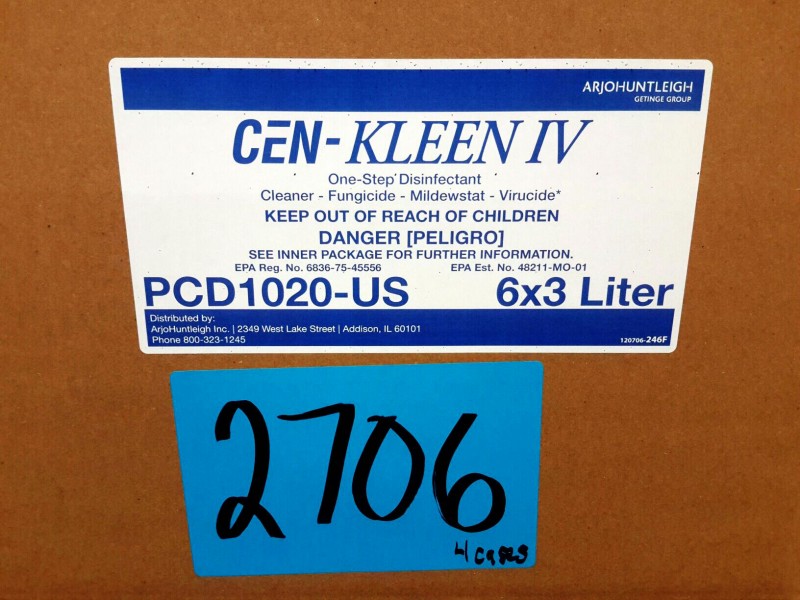 ARJOHUNTLEIGH
GETINGE GROUP
CEN-KLEEN IV
One-Step Disinfectant
Cleaner - Fungicide - Mildewstat - Virucide*
KEEP OUT OF REACH OF CHILDREN
DANGER [PELIGRO]
SEE INNER PACKAGE FOR FURTHER INFORMATION.
EPA Reg. No. 6836-75-45556 EPA Est. No. 48211-MO-01
PCD1020-US 6x3 Liter
Distributed by:
ArjoHuntleigh Inc. | 2349 West Lake Street | Addison, IL 60101
Phone 800-323-1245 120706-246F
2706
4 cases